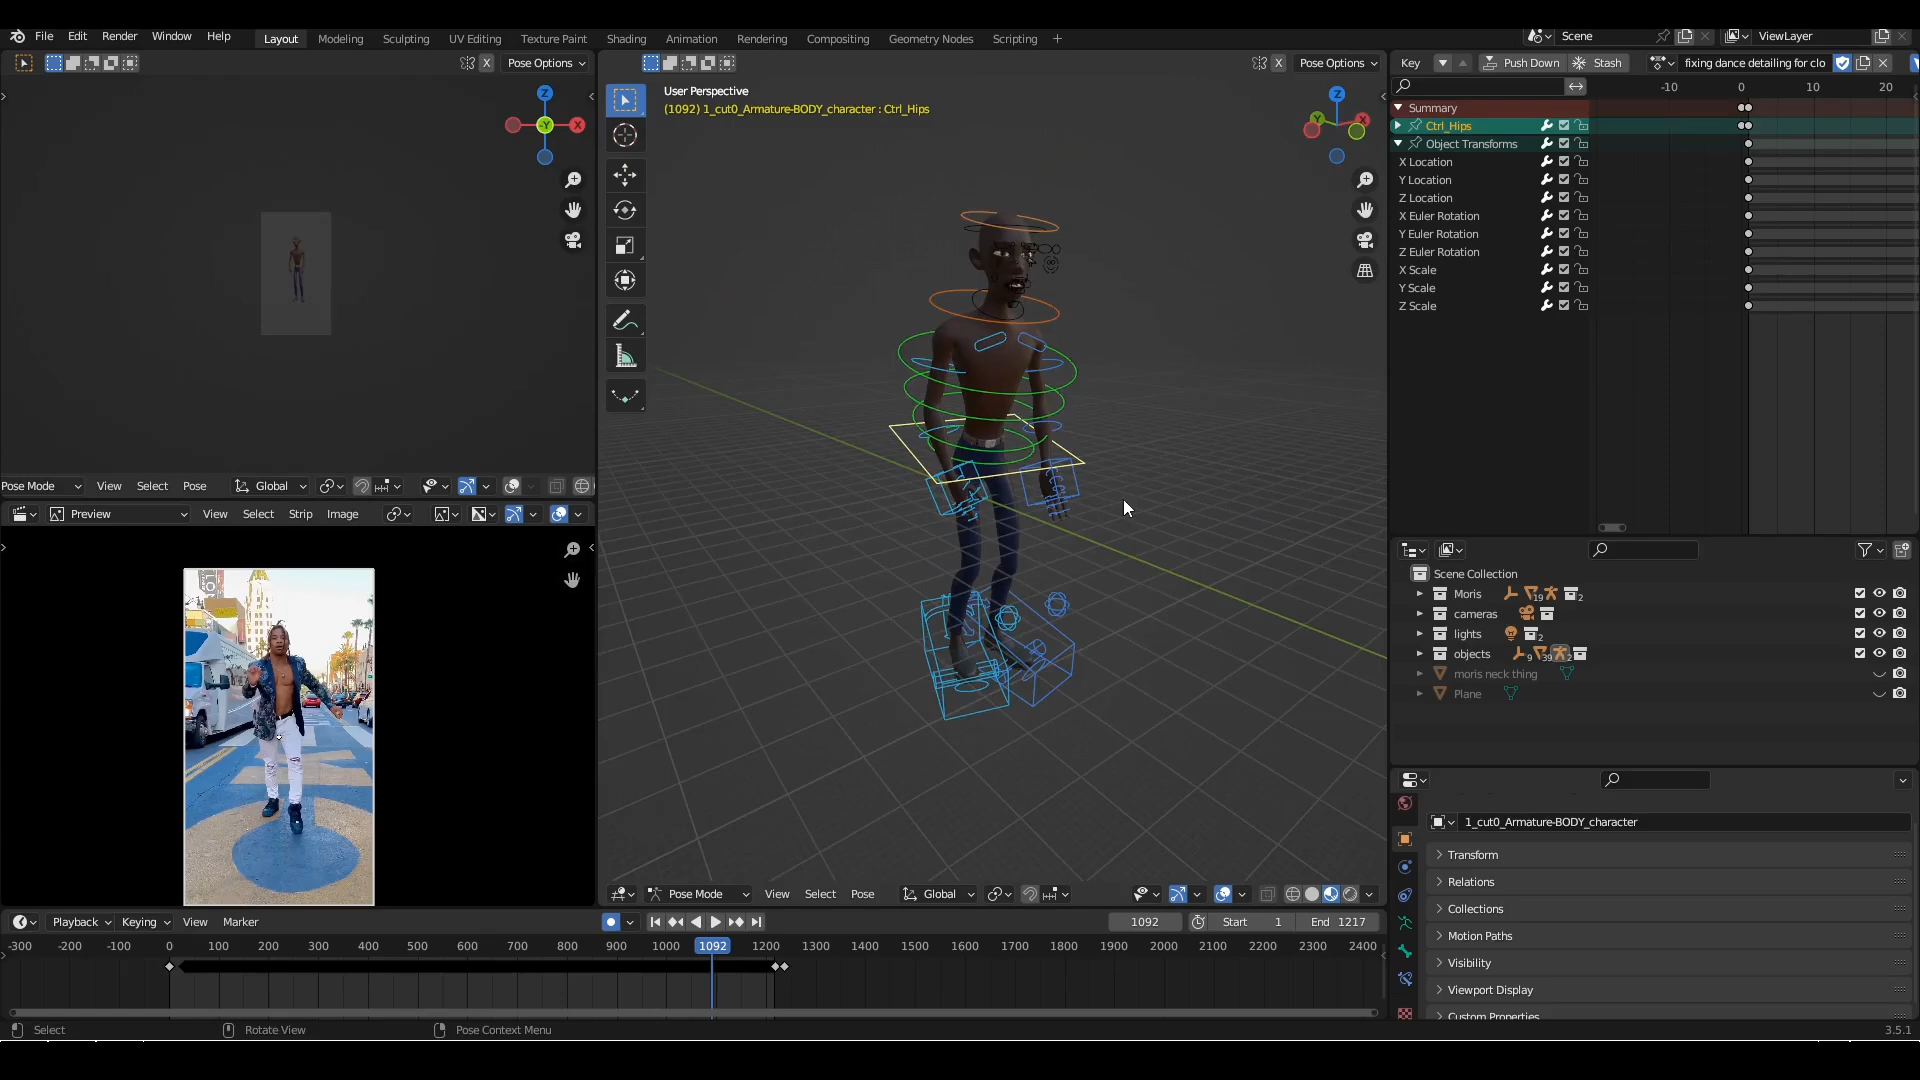 File Edit Render Window Help Layout Modeling Sculpting UV Editing Texture Paint Shading Animation Rendering Compositing Geometry Nodes Scripting + Scene ViewLayer
X Pose Options X Pose Options Key Push Down Stash fixing dance detailing for clo
User Perspective
(1092) 1_cut0_Armature-BODY_character : Ctrl_Hips
Z
-Y
X
Z
Y
X
-10 0 10 20
Summary
Ctrl_Hips
Object Transforms
X Location
Y Location
Z Location
X Euler Rotation
Y Euler Rotation
Z Euler Rotation
X Scale
Y Scale
Z Scale
Pose Mode View Select Pose Global
Preview View Select Strip Image
Scene Collection
Moris 19 2
cameras
lights 2
objects 9 39 2
moris neck thing
Plane
1_cut0_Armature-BODY_character
Transform
Relations
Collections
Motion Paths
Visibility
Viewport Display
Custom Properties
Pose Mode View Select Pose Global
Playback Keying View Marker 1092 Start 1 End 1217
-300 -200 -100 0 100 200 300 400 500 600 700 800 900 1000 1092 1200 1300 1400 1500 1600 1700 1800 1900 2000 2100 2200 2300 2400
Select Rotate View Pose Context Menu 3.5.1